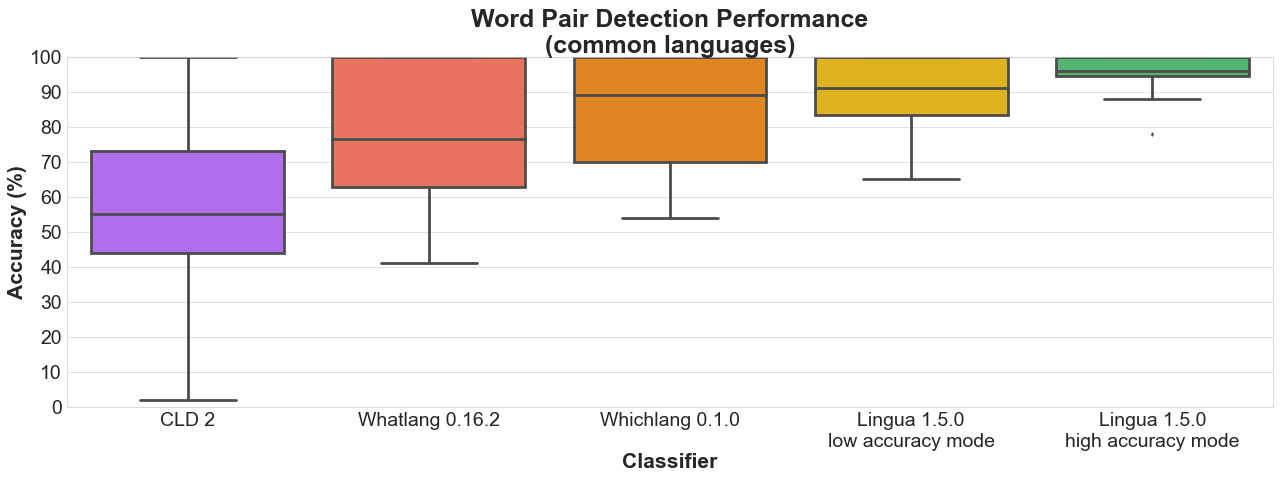 Word Pair Detection Performance
(common languages)
100
90
80
70
60
50
40
30
20
10
0
Accuracy (%)
CLD 2
Whatlang 0.16.2
Whichlang 0.1.0
Lingua 1.5.0
low accuracy mode
Lingua 1.5.0
high accuracy mode
Classifier